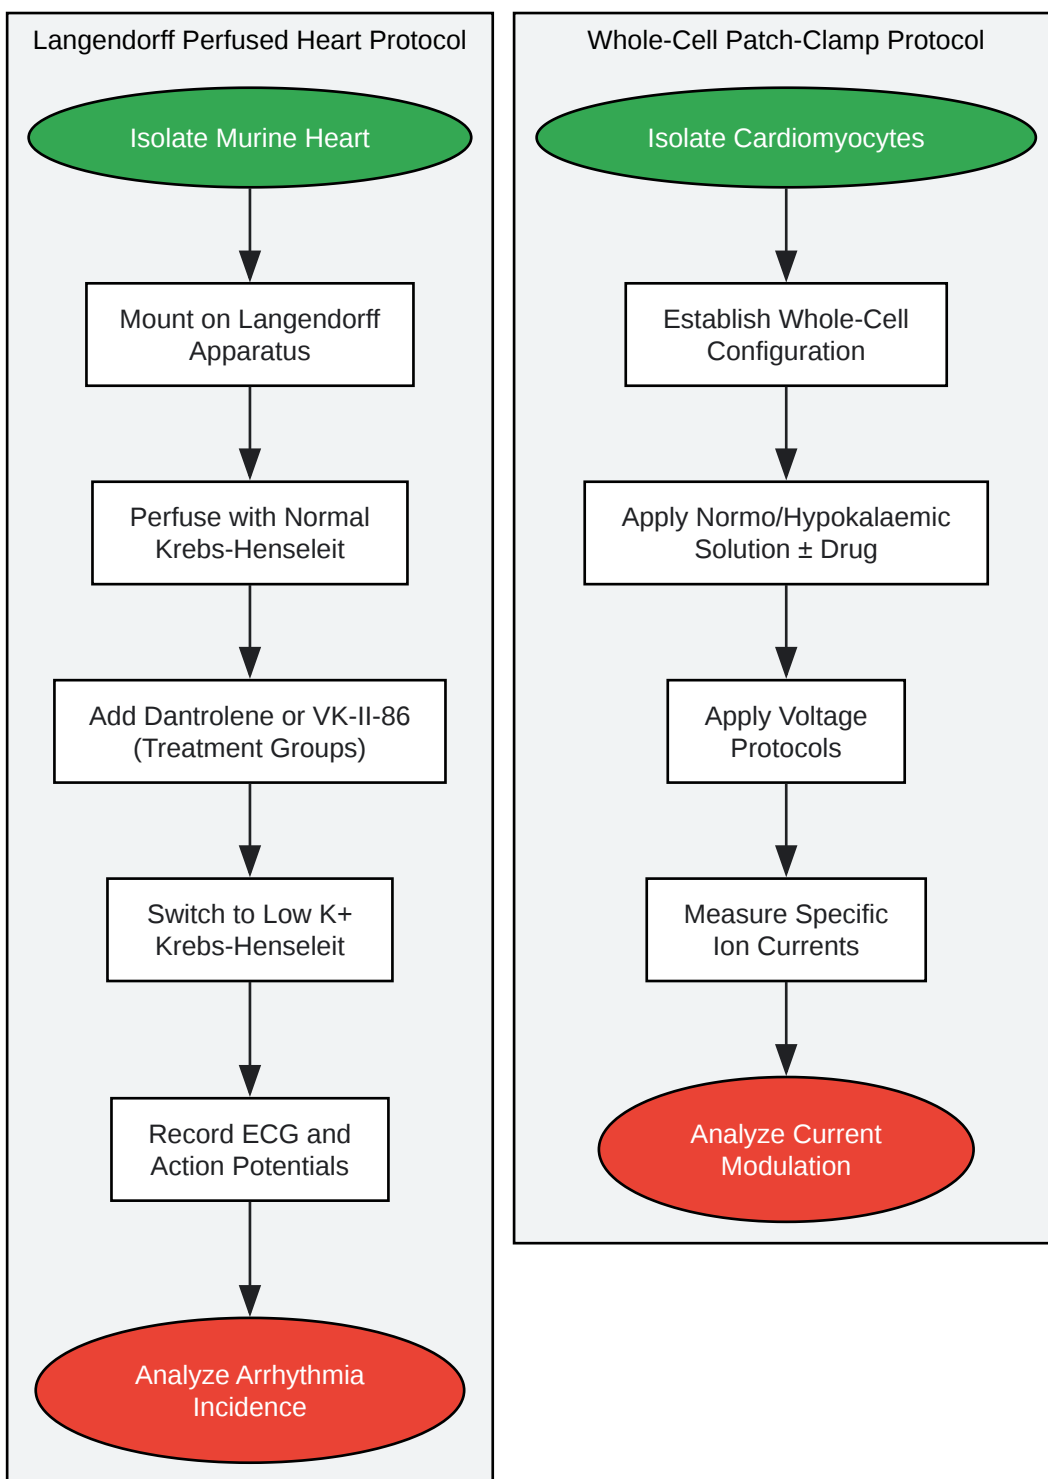 Langendorff Perfused Heart Protocol
Isolate Murine Heart
Mount on Langendorff
Apparatus
Perfuse with Normal
Krebs-Henseleit
Add Dantrolene or VK-II-86
(Treatment Groups)
Switch to Low K+
Krebs-Henseleit
Record ECG and
Action Potentials
Analyze Arrhythmia
Incidence
Whole-Cell Patch-Clamp Protocol
Isolate Cardiomyocytes
Establish Whole-Cell
Configuration
Apply Normo/Hypokalaemic
Solution ± Drug
Apply Voltage
Protocols
Measure Specific
Ion Currents
Analyze Current
Modulation